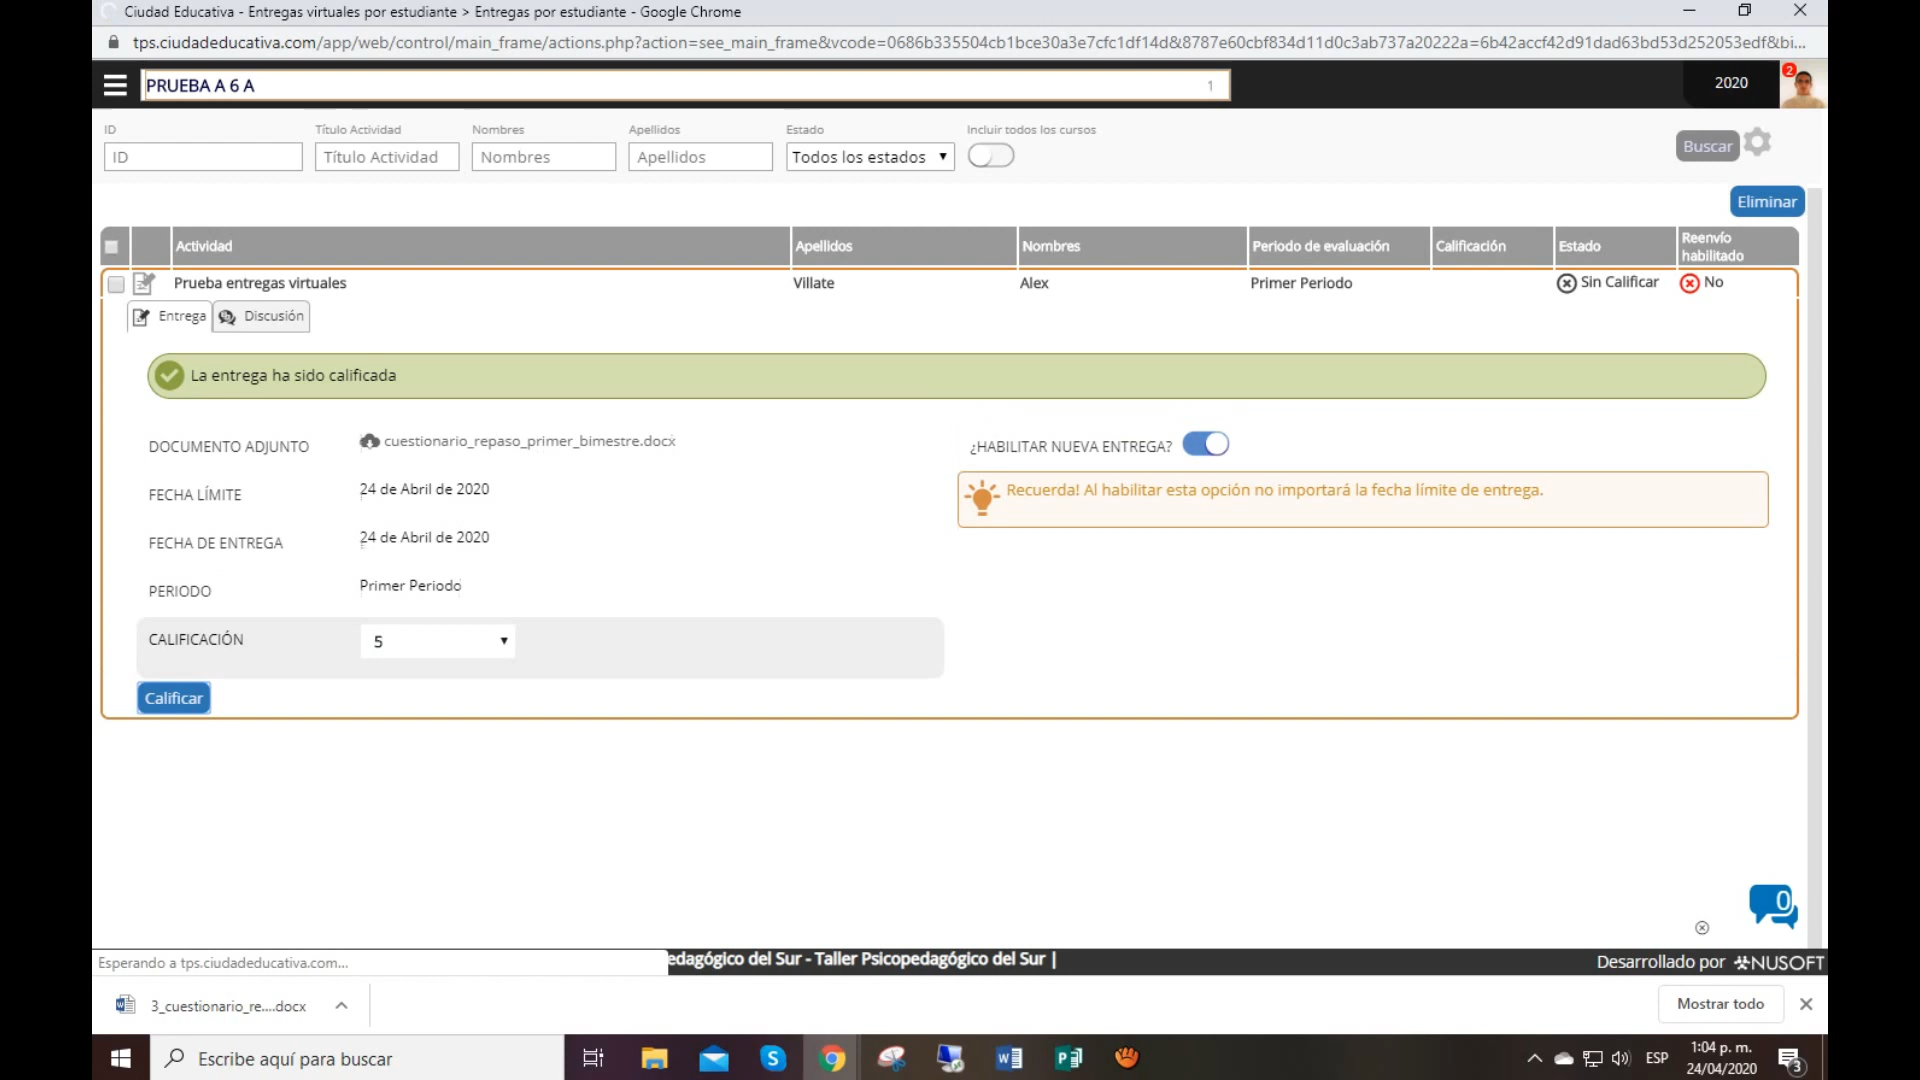 Ciudad Educativa - Entregas virtuales por estudiante > Entregas por estudiante - Google Chrome
tps.ciudadeducativa.com/app/web/control/main_frame/actions.php?action=see_main_frame&vcode=0686b335504cb1bce30a3e7cfc1df14d&8787e60cbf834d11d0c3ab737a20222a=6b42accf42d91dad63bd53d252053edf&bi...
PRUEBA A 6 A 1 2020 2
ID Título Actividad Nombres Apellidos Estado Incluir todos los cursos
ID Título Actividad Nombres Apellidos Todos los estados Buscar
Eliminar
Actividad Apellidos Nombres Periodo de evaluación Calificación Estado Reenvío habilitado
Prueba entregas virtuales Villate Alex Primer Periodo Sin Calificar No
Entrega Discusión
La entrega ha sido calificada
DOCUMENTO ADJUNTO cuestionario_repaso_primer_bimestre.docx ¿HABILITAR NUEVA ENTREGA?
FECHA LÍMITE 24 de Abril de 2020 Recuerda! Al habilitar esta opción no importará la fecha límite de entrega.
FECHA DE ENTREGA 24 de Abril de 2020
PERIODO Primer Periodo
CALIFICACIÓN 5
Calificar
0
Esperando a tps.ciudadeducativa.com... edagógico del Sur - Taller Psicopedagógico del Sur | Desarrollado por NUSOFT
3_cuestionario_re....docx Mostrar todo
Escribe aquí para buscar ESP 1:04 p. m.
24/04/2020 3